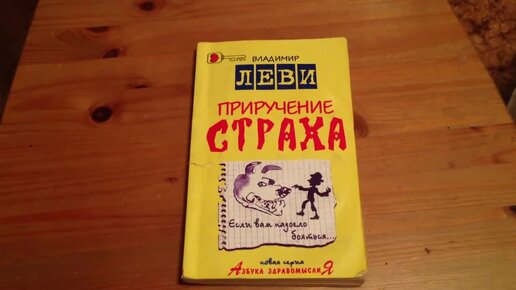 ВЛАДИМИР
ЛЕВИ
ПРИРУЧЕНИЕ
СТРАХА
Если вам надоело
бояться...
новая серия
АЗБУКА ЗДРАВОМЫСЛИЯ